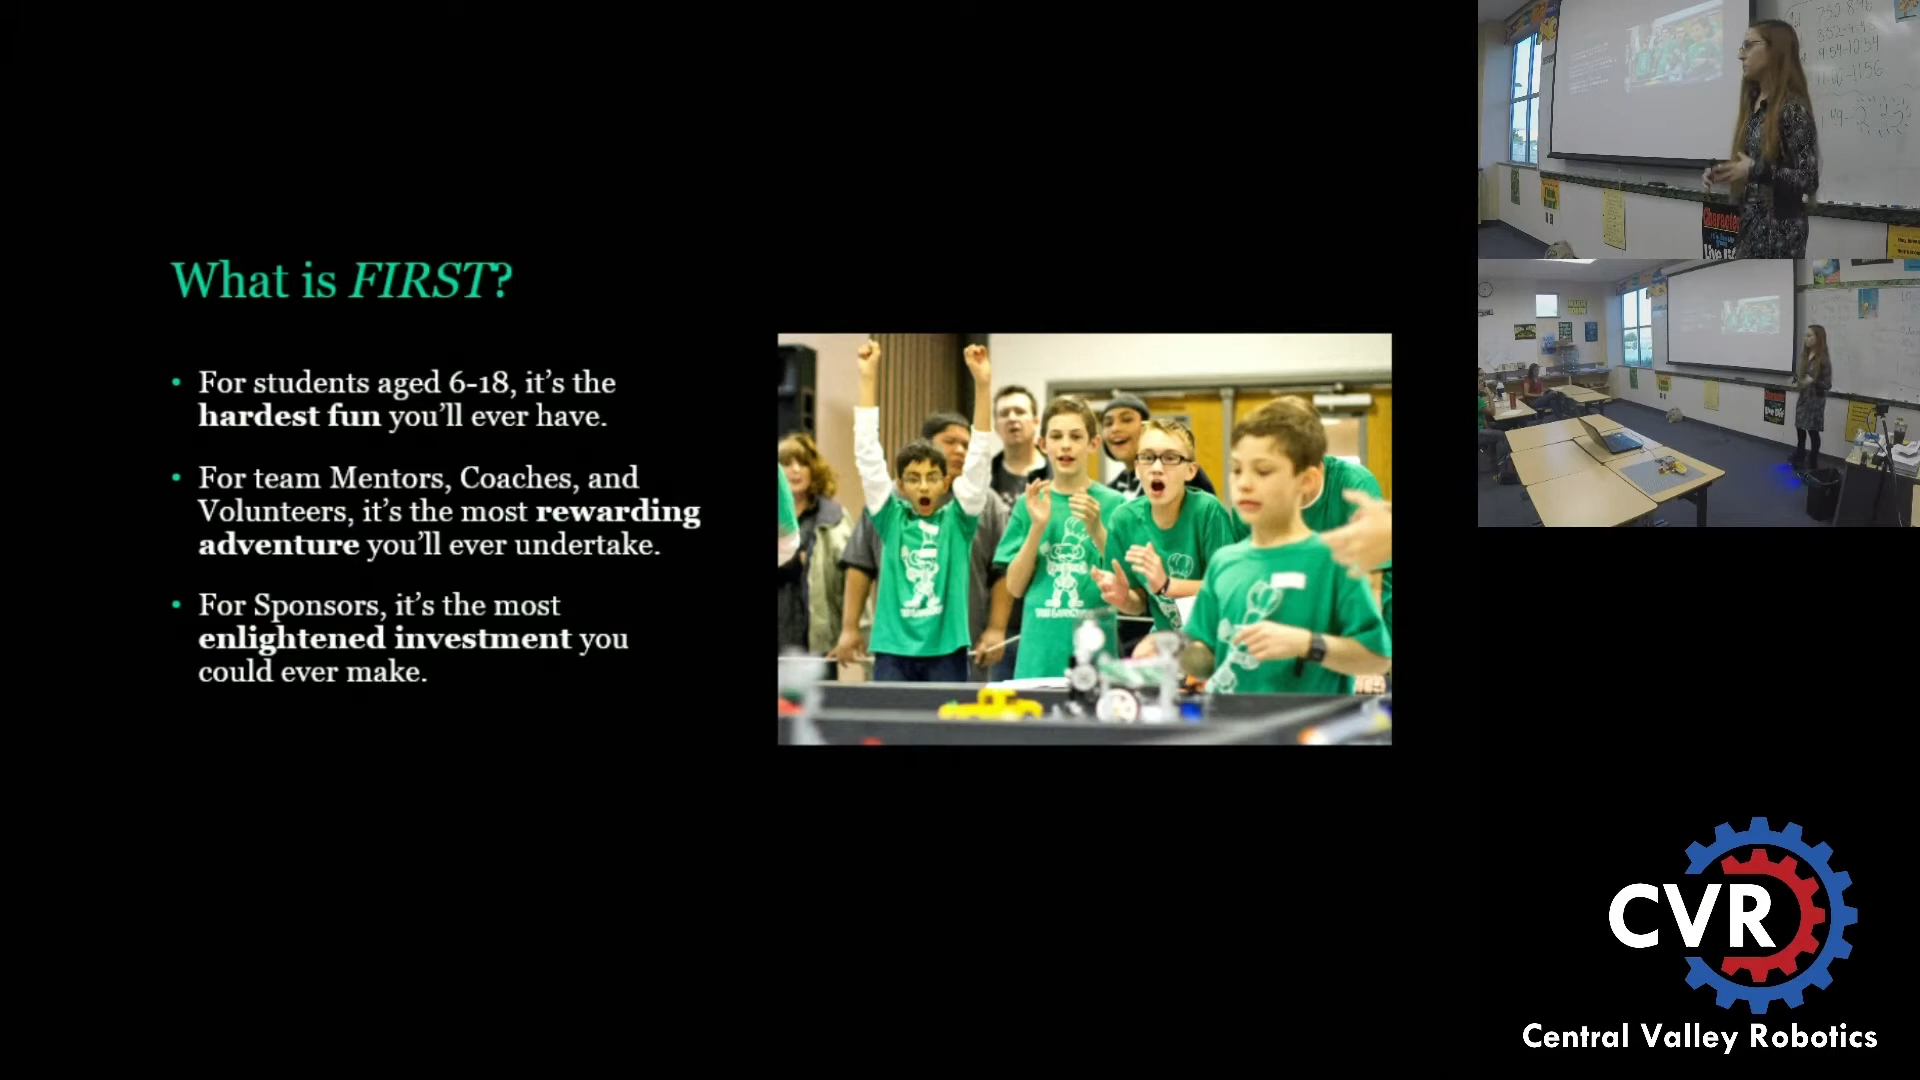 What is FIRST?
• For students aged 6-18, it’s the
hardest fun you’ll ever have.
• For team Mentors, Coaches, and
Volunteers, it’s the most rewarding
adventure you’ll ever undertake.
• For Sponsors, it’s the most
enlightened investment you
could ever make.
CVR
Central Valley Robotics